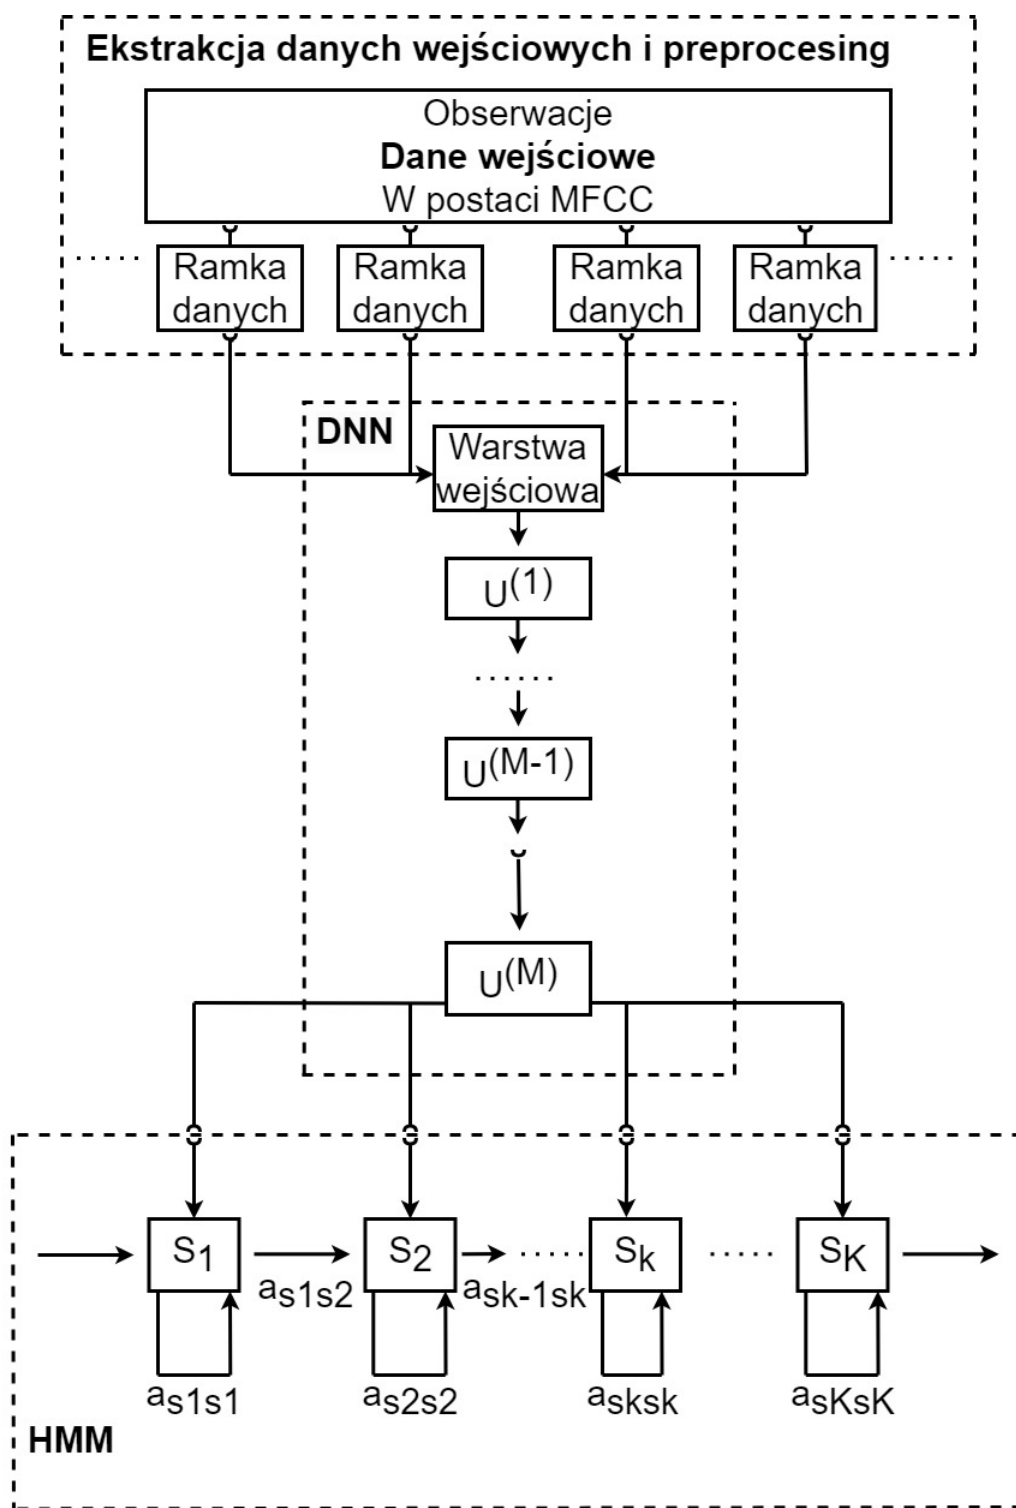 Ekstrakcja danych wejściowych i preprocesing
Obserwacje
Dane wejściowe
W postaci MFCC
Ramka danych
Ramka danych
Ramka danych
Ramka danych
DNN
Warstwa
wejściowa
U(1)
U(M-1)
U(M)
S1
S2
Sk
SK
as1s2
ask-1sk
as1s1
as2s2
asksk
asKsK
HMM